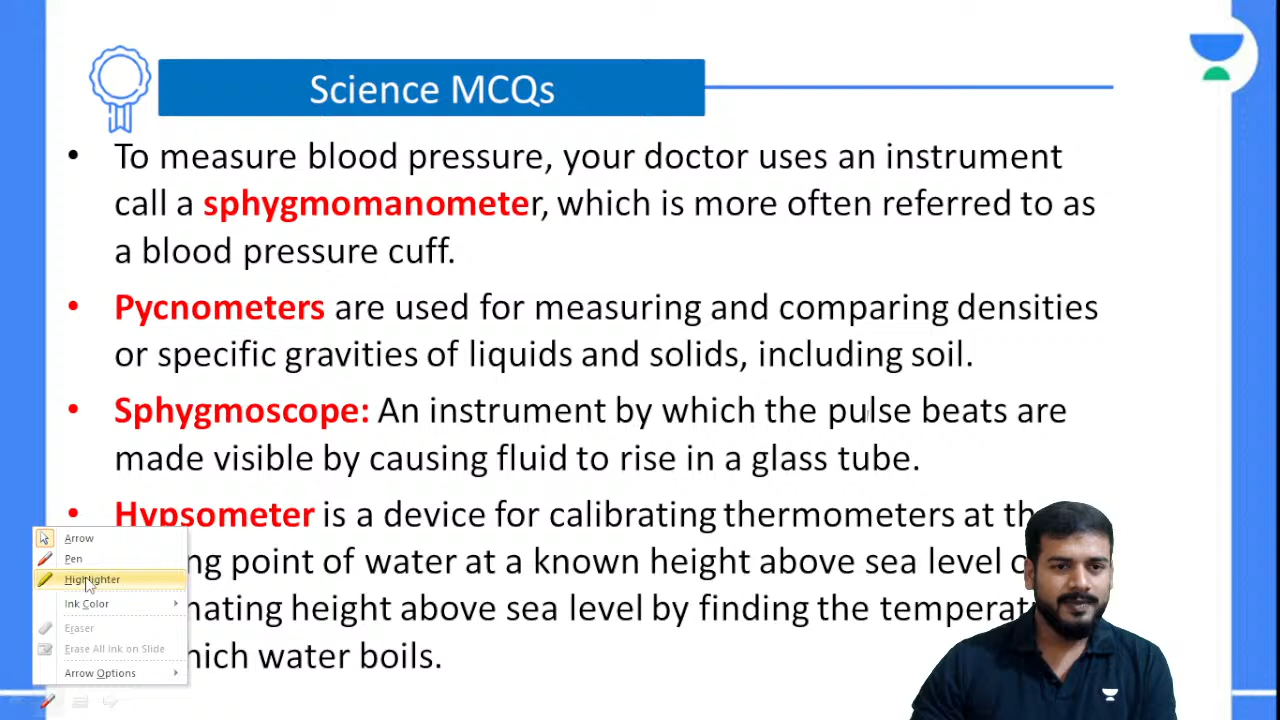 Science MCQs
• To measure blood pressure, your doctor uses an instrument
call a sphygmomanometer, which is more often referred to as
a blood pressure cuff.
• Pycnometers are used for measuring and comparing densities
or specific gravities of liquids and solids, including soil.
• Sphygmoscope: An instrument by which the pulse beats are
made visible by causing fluid to rise in a glass tube.
• Hypsometer is a device for calibrating thermometers at th
ng point of water at a known height above sea level o
nating height above sea level by finding the temperat
hich water boils.
Arrow
Pen
Highlighter
Ink Color
Eraser
Erase All Ink on Slide
Arrow Options